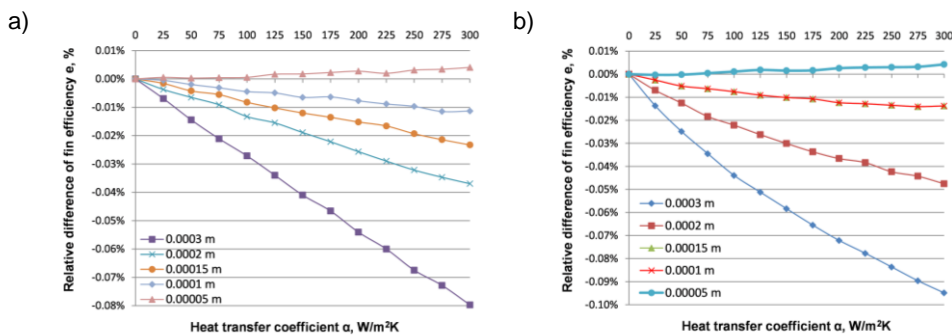 a)
Relative difference of fin efficiency e, %
0.01%
0.00%
-0.01%
-0.02%
-0.03%
-0.04%
-0.05%
-0.06%
-0.07%
-0.08%
0 25 50 75 100 125 150 175 200 225 250 275 300
0.0003 m
0.0002 m
0.00015 m
0.0001 m
0.00005 m
Heat transfer coefficient α, W/m²K
b)
Relative difference of fin efficiency e, %
0.01%
0.00%
-0.01%
-0.02%
-0.03%
-0.04%
-0.05%
-0.06%
-0.07%
-0.08%
-0.09%
-0.10%
0 25 50 75 100 125 150 175 200 225 250 275 300
0.0003 m
0.0002 m
0.00015 m
0.0001 m
0.00005 m
Heat transfer coefficient α, W/m²K